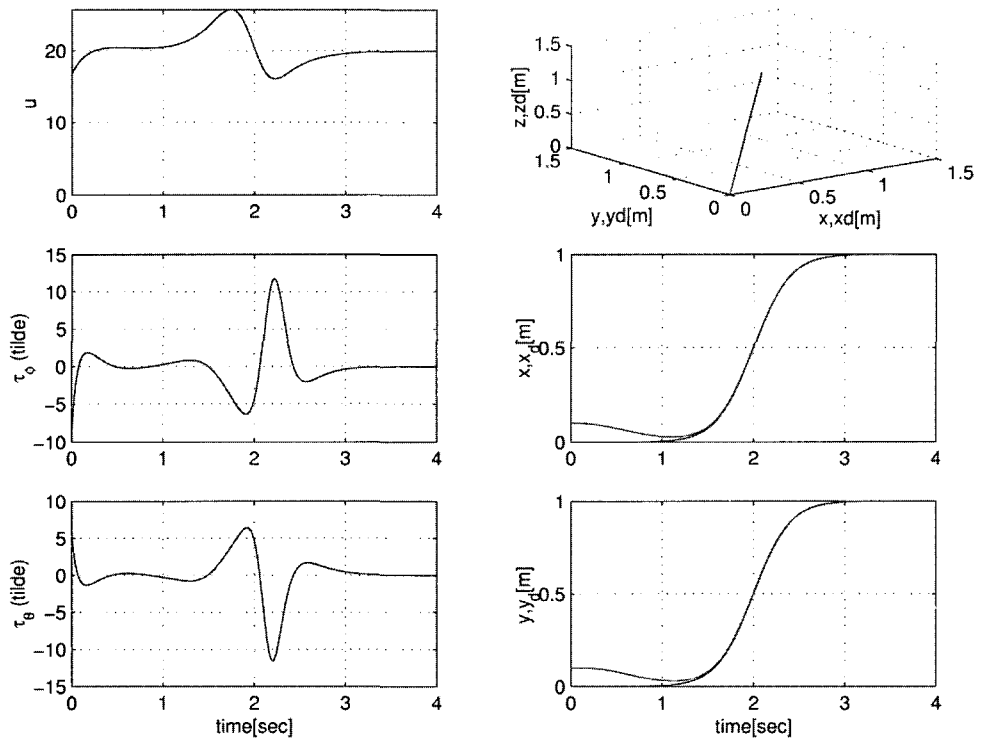 u
20
10
0
0 1 2 3 4
z,zd[m]
1.5
1
0.5
0
1.5 1 0.5 0
y,yd[m]
0 0.5 1 1.5
x,xd[m]
τφ (tilde)
15
10
5
0
−5
−10
0 1 2 3 4
x,xd[m]
1
0.5
0
0 1 2 3 4
τθ (tilde)
10
5
0
−5
−10
−15
0 1 2 3 4
time[sec]
y,yd[m]
1
0.5
0
0 1 2 3 4
time[sec]